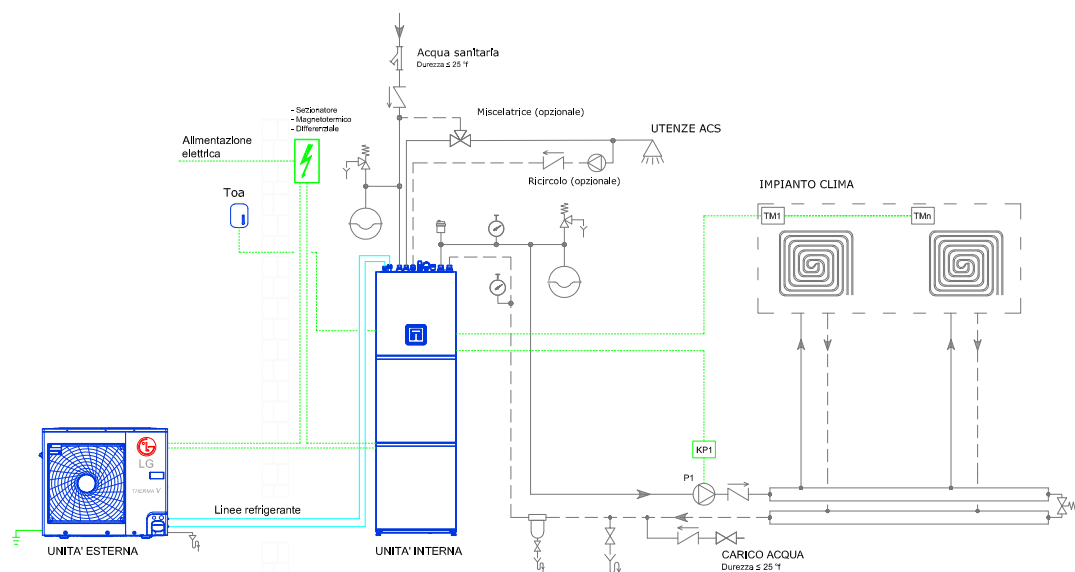 Acqua sanitaria
Durezza ≤ 25 °f
- Sezionatore
- Magnetotermico
- Differenziale
Miscelatrice (opzionale)
Alimentazione
elettrica
UTENZE ACS
Toa
Ricircolo (opzionale)
IMPIANTO CLIMA
TM1
TMn
KP1
LG
LG
THERMA V
P1
Linee refrigerante
UNITA' ESTERNA
UNITA' INTERNA
CARICO ACQUA
Durezza ≤ 25 °f